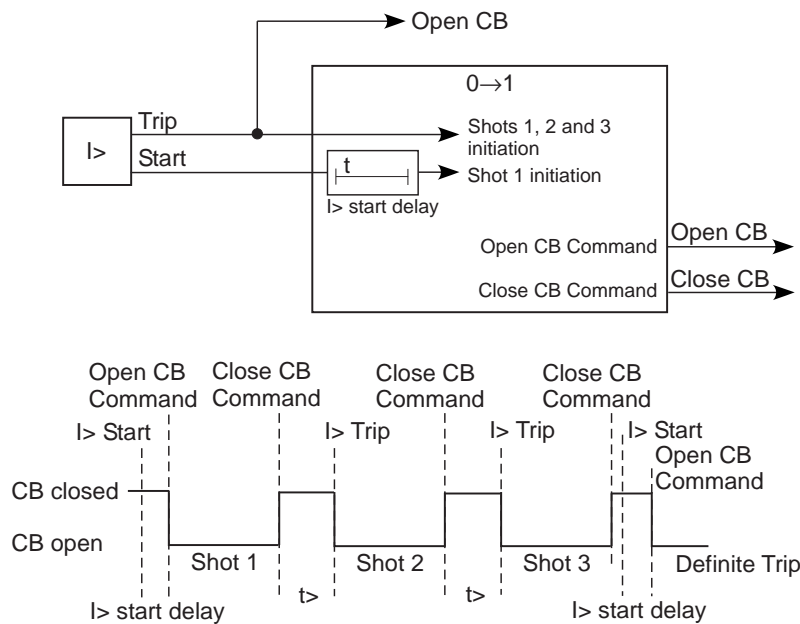 Open CB
0→1
Trip
Shots 1, 2 and 3
initiation
I>
Start
t
Shot 1 initiation
I> start delay
Open CB Command
Open CB
Close CB Command
Close CB
Open CB
Command
Close CB
Command
Close CB
Command
Close CB
Command
I> Start
I> Trip
I> Trip
I> Start
Open CB
Command
CB closed
CB open
Shot 1
Shot 2
Shot 3
Definite Trip
t>
t>
I> start delay
I> start delay